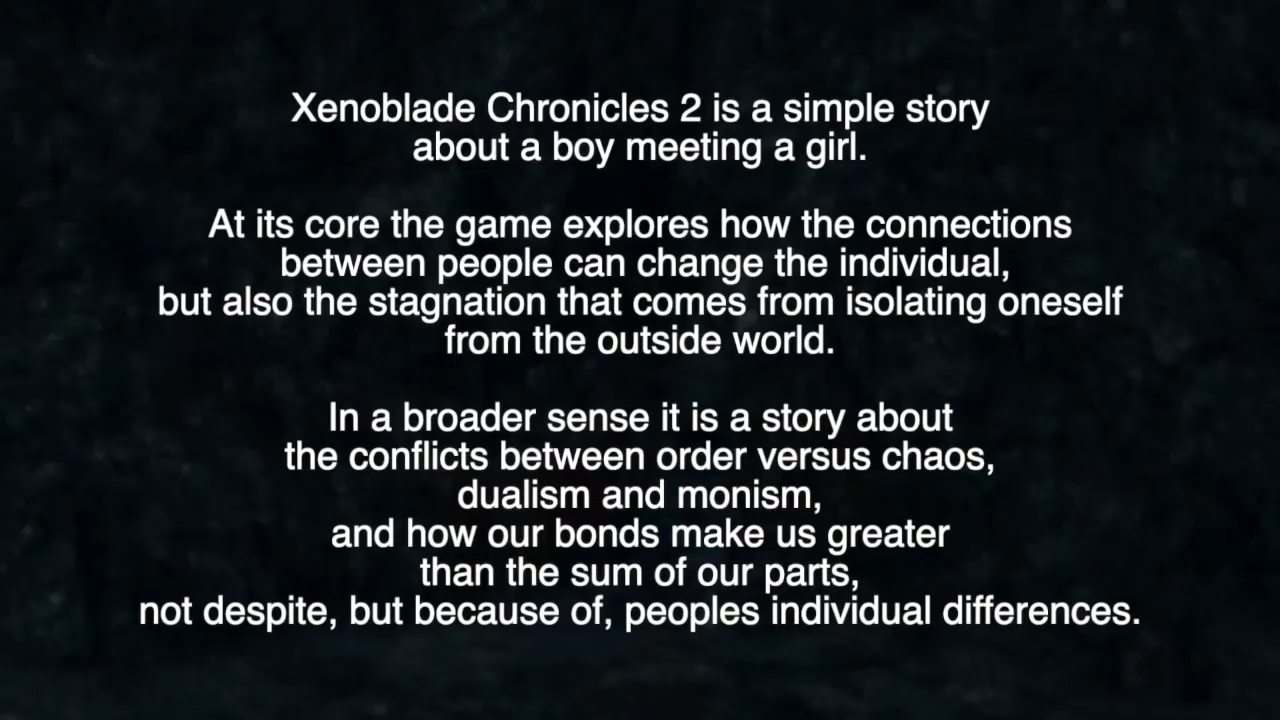 Xenoblade Chronicles 2 is a simple story
about a boy meeting a girl.
At its core the game explores how the connections
between people can change the individual,
but also the stagnation that comes from isolating oneself
from the outside world.
In a broader sense it is a story about
the conflicts between order versus chaos,
dualism and monism,
and how our bonds make us greater
than the sum of our parts,
not despite, but because of, peoples individual differences.